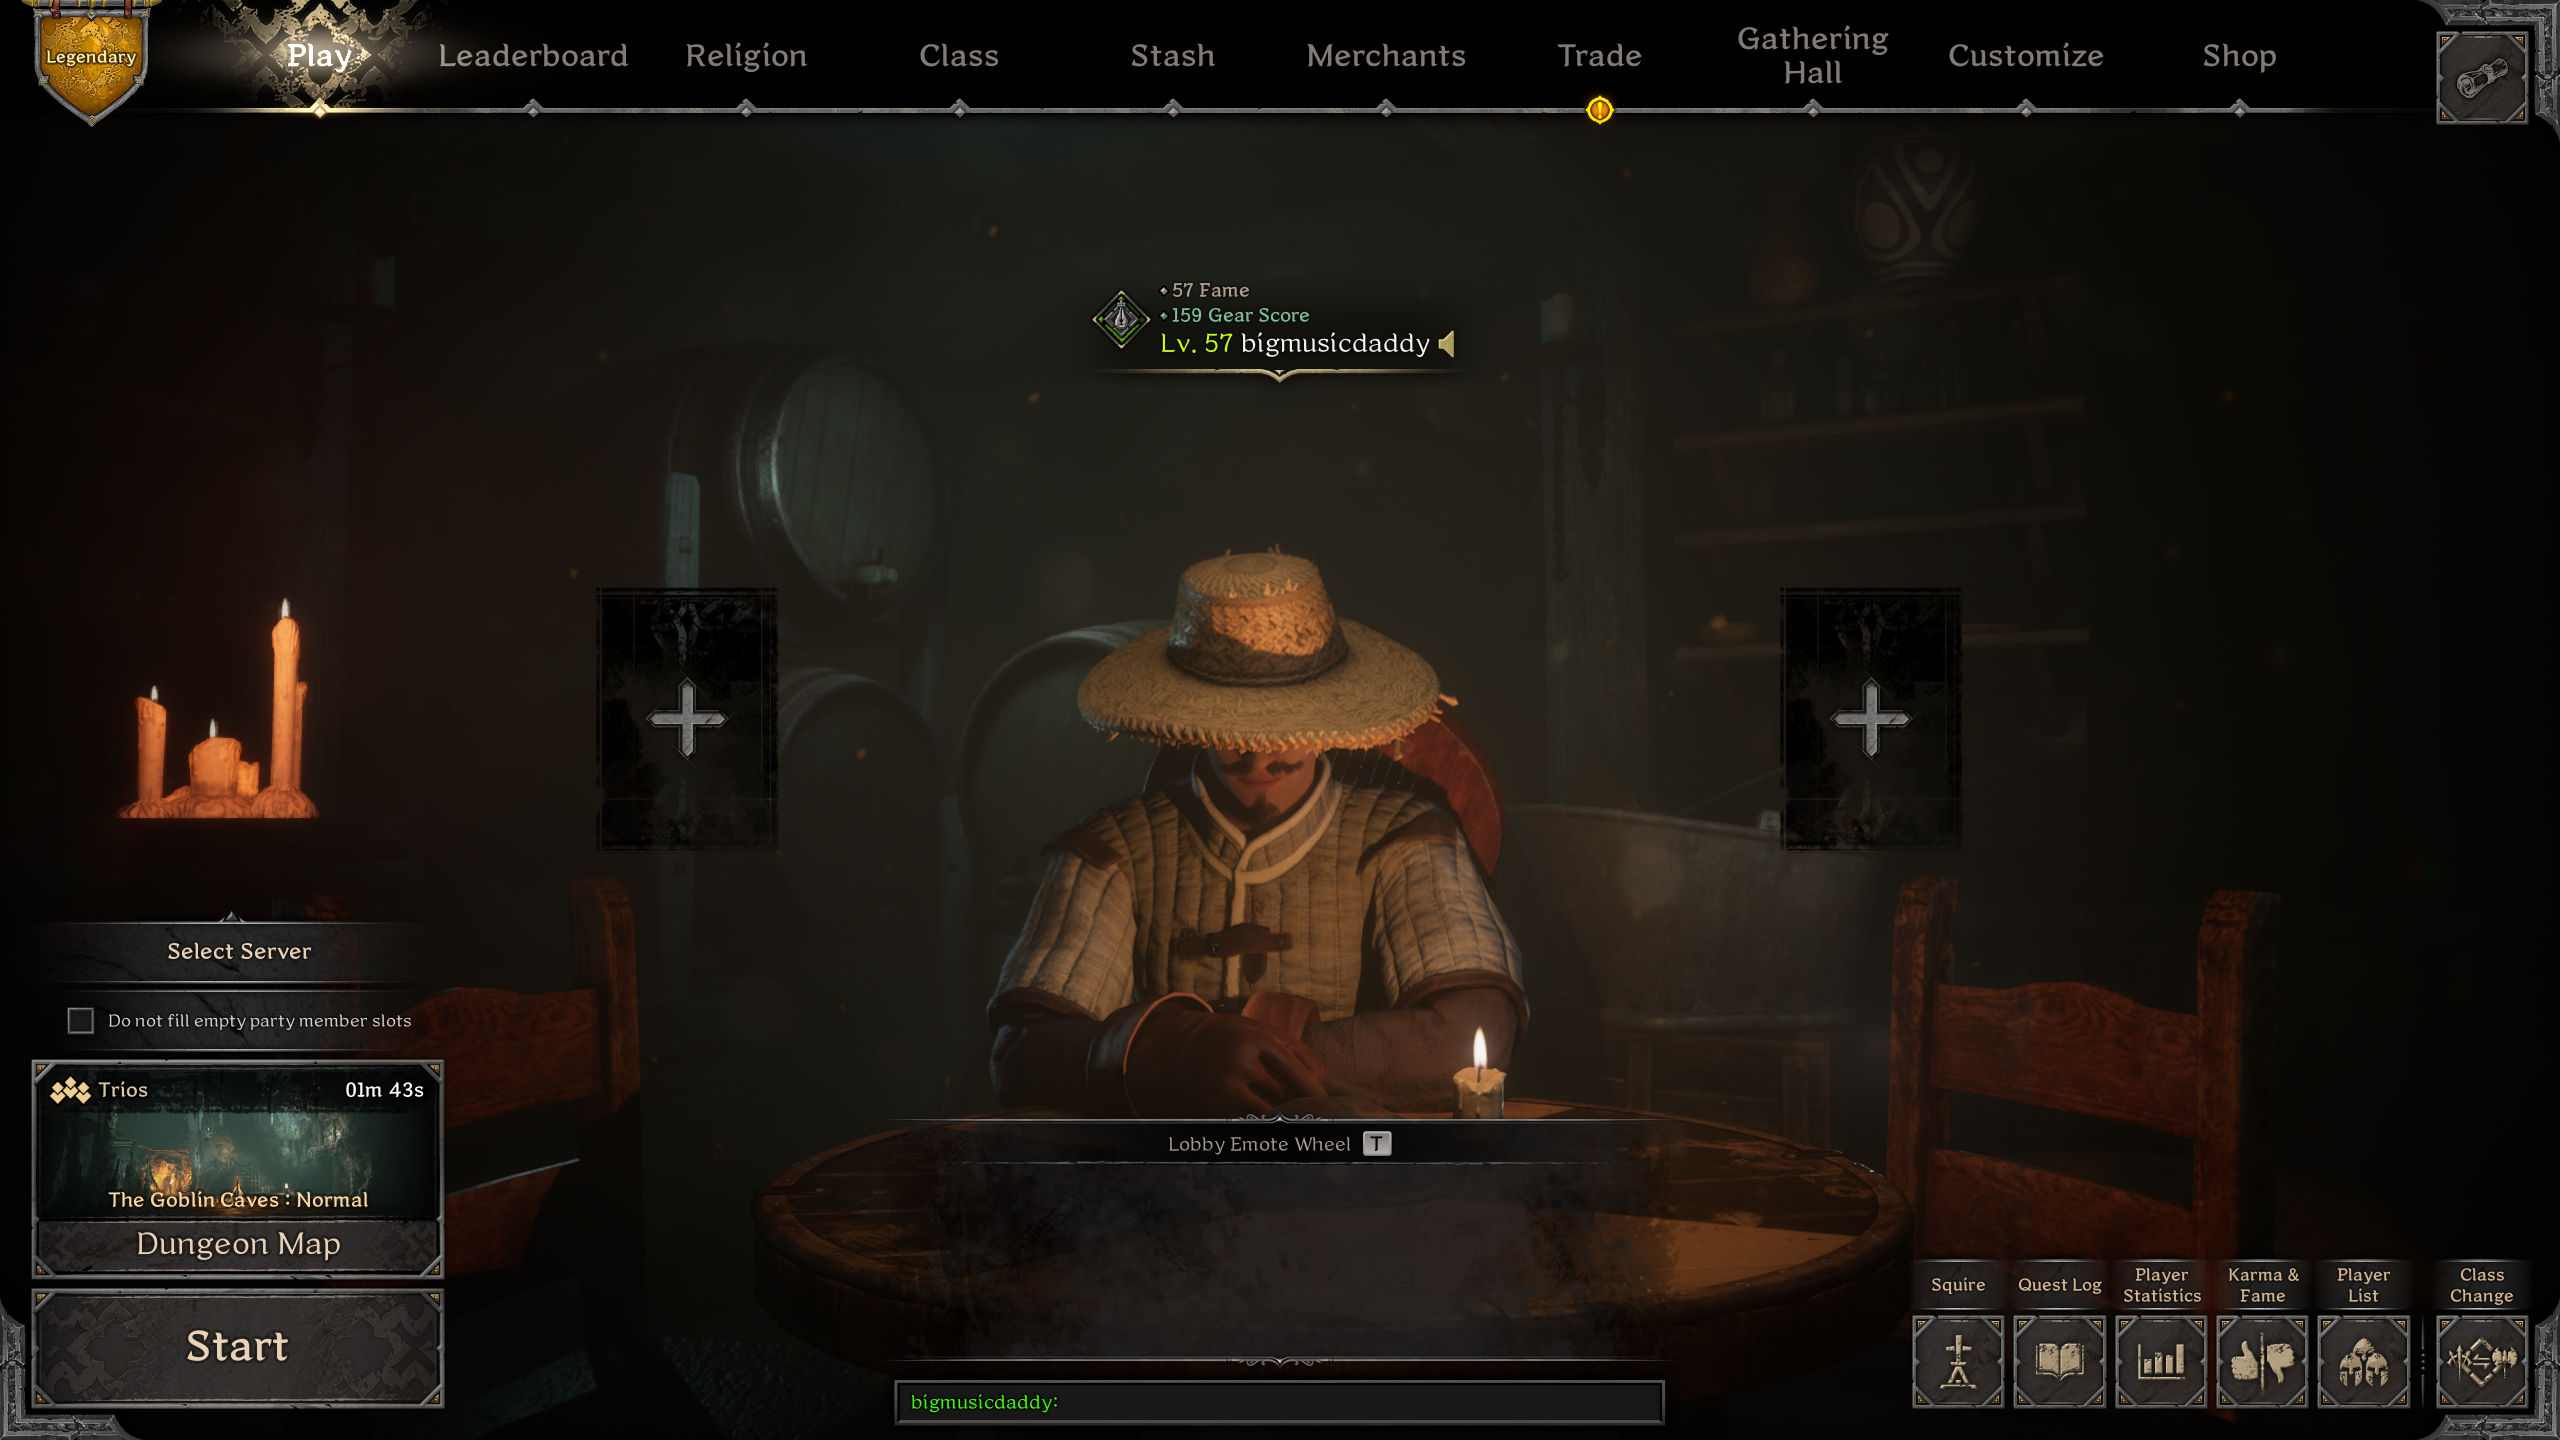 Legendary
Play
Leaderboard
Religion
Class
Stash
Merchants
Trade
Gathering
Hall
Customize
Shop
57 Fame
159 Gear Score
Lv. 57 bigmusicdaddy
Select Server
Do not fill empty party member slots
Trios
01m 43s
The Goblin Caves : Normal
Dungeon Map
Start
Lobby Emote Wheel T
bigmusicdaddy:
Squire
Quest Log
Player
Statistics
Karma &
Fame
Player
List
Class
Change